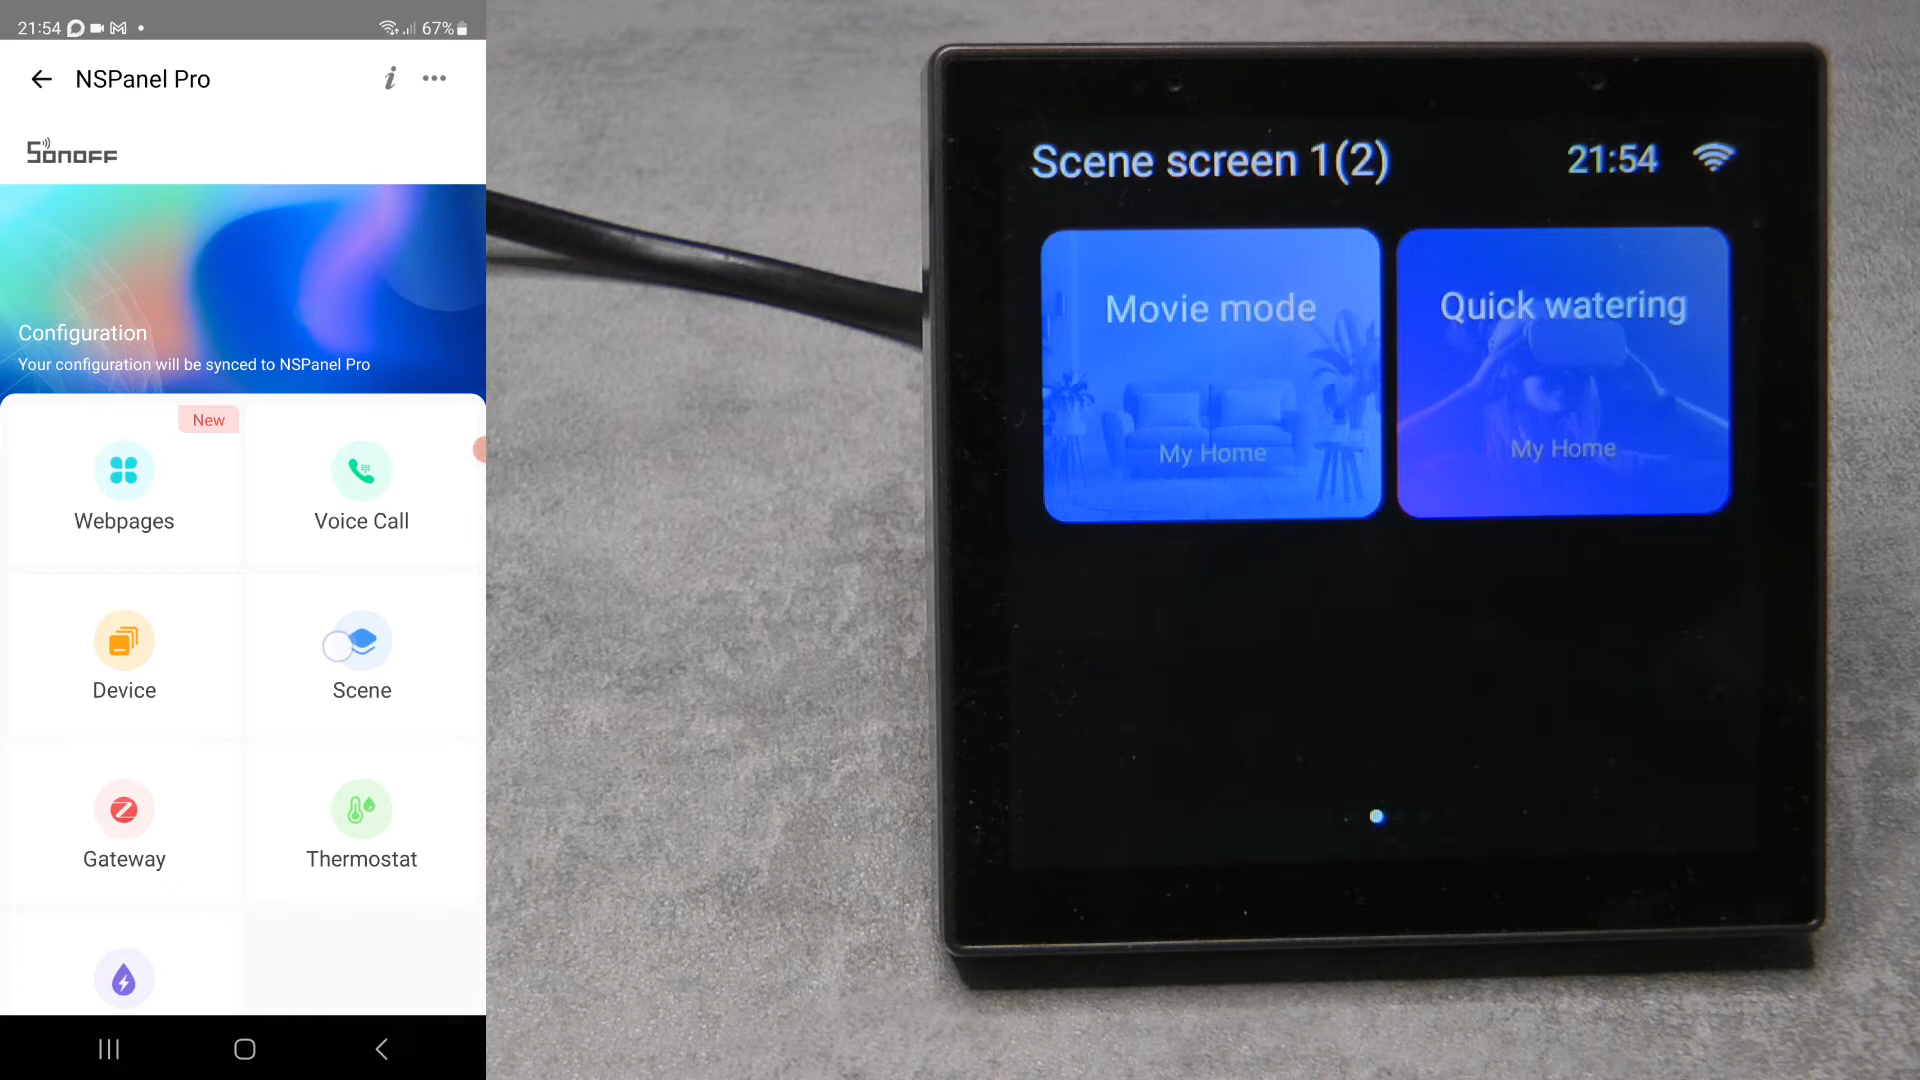 21:54
67%
NSPanel Pro
i
SONOFF
Configuration
Your configuration will be synced to NSPanel Pro
New
Webpages
Voice Call
Device
Scene
Gateway
Thermostat
Scene screen 1(2)
21:54
Movie mode
My Home
Quick watering
My Home